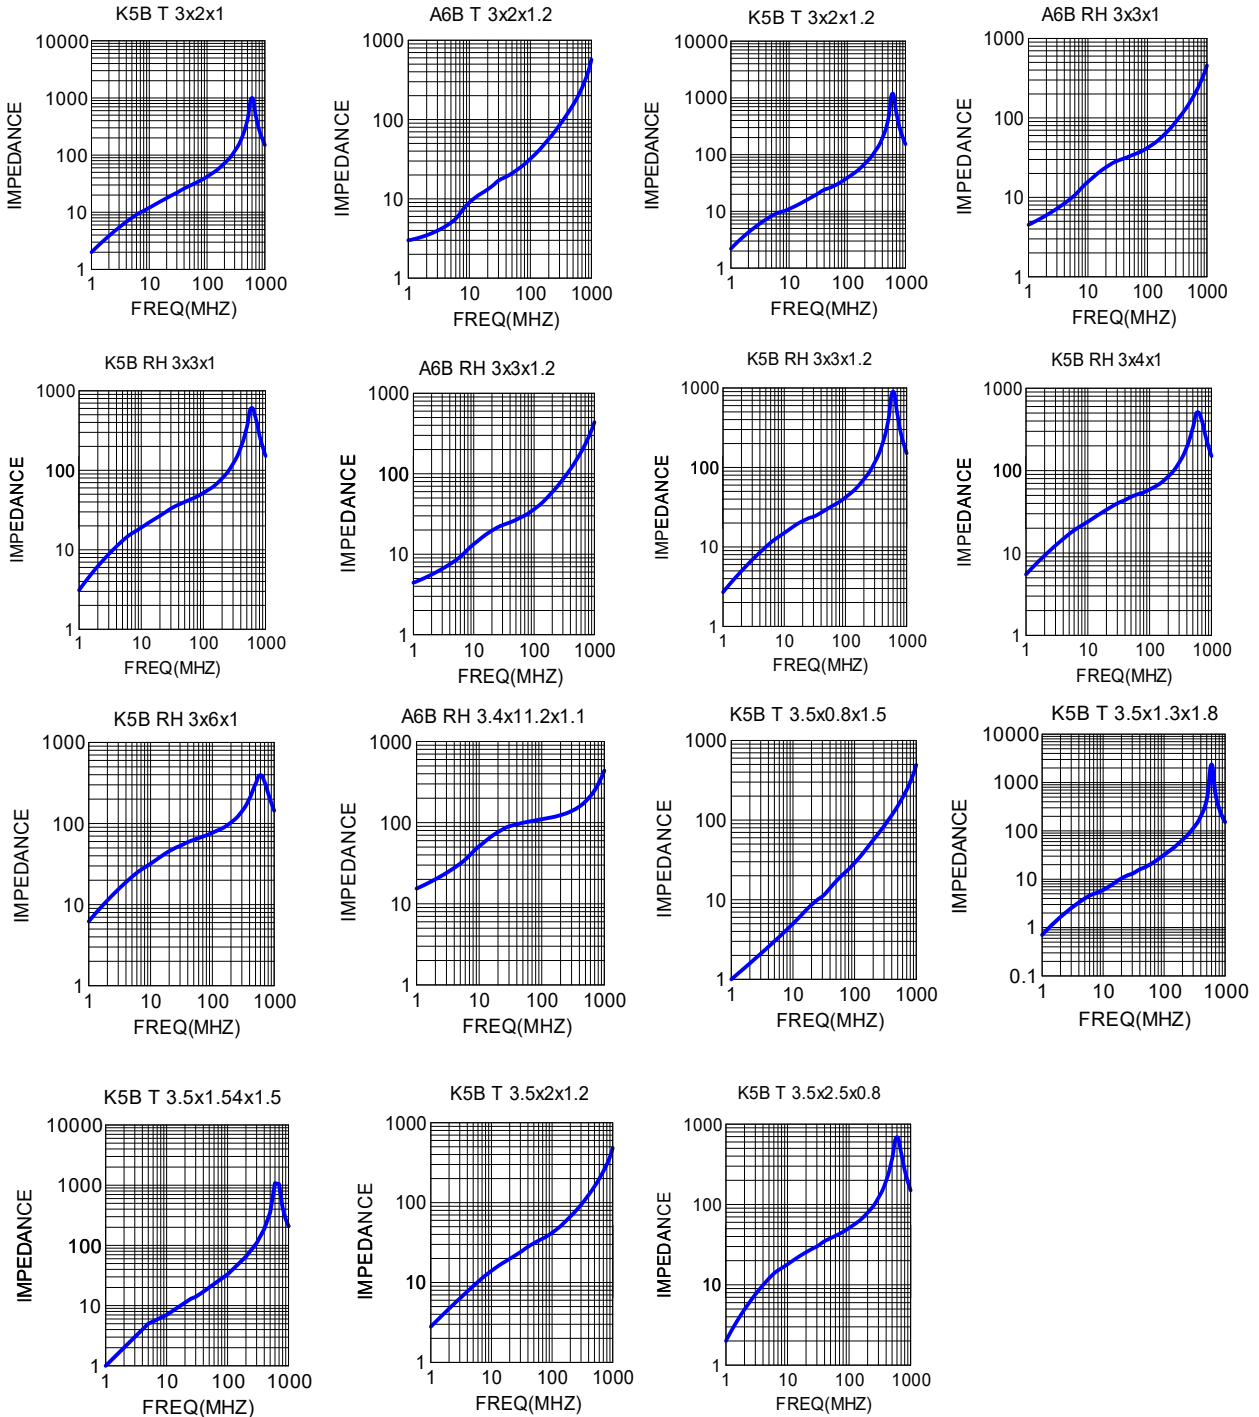 K5B T 3x2x1
10000
1000
100
10
1
IMPEDANCE
1 10 100 1000
FREQ(MHZ)
A6B T 3x2x1.2
1000
100
10
1
IMPEDANCE
1 10 100 1000
FREQ(MHZ)
K5B T 3x2x1.2
10000
1000
100
10
1
IMPEDANCE
1 10 100 1000
FREQ(MHZ)
A6B RH 3x3x1
1000
100
10
1
IMPEDANCE
1 10 100 1000
FREQ(MHZ)
K5B RH 3x3x1
1000
100
10
1
IMPEDANCE
1 10 100 1000
FREQ(MHZ)
A6B RH 3x3x1.2
1000
100
10
1
IMPEDANCE
1 10 100 1000
FREQ(MHZ)
K5B RH 3x3x1.2
1000
100
10
1
IMPEDANCE
1 10 100 1000
FREQ(MHZ)
K5B RH 3x4x1
1000
100
10
1
IMPEDANCE
1 10 100 1000
FREQ(MHZ)
K5B RH 3x6x1
1000
100
10
1
IMPEDANCE
1 10 100 1000
FREQ(MHZ)
A6B RH 3.4x11.2x1.1
1000
100
10
1
IMPEDANCE
1 10 100 1000
FREQ(MHZ)
K5B T 3.5x0.8x1.5
1000
100
10
1
IMPEDANCE
1 10 100 1000
FREQ(MHZ)
K5B T 3.5x1.3x1.8
10000
1000
100
10
1
0.1
IMPEDANCE
1 10 100 1000
FREQ(MHZ)
K5B T 3.5x1.54x1.5
10000
1000
100
10
1
IMPEDANCE
1 10 100 1000
FREQ(MHZ)
K5B T 3.5x2x1.2
1000
100
10
1
IMPEDANCE
1 10 100 1000
FREQ(MHZ)
K5B T 3.5x2.5x0.8
1000
100
10
1
IMPEDANCE
1 10 100 1000
FREQ(MHZ)